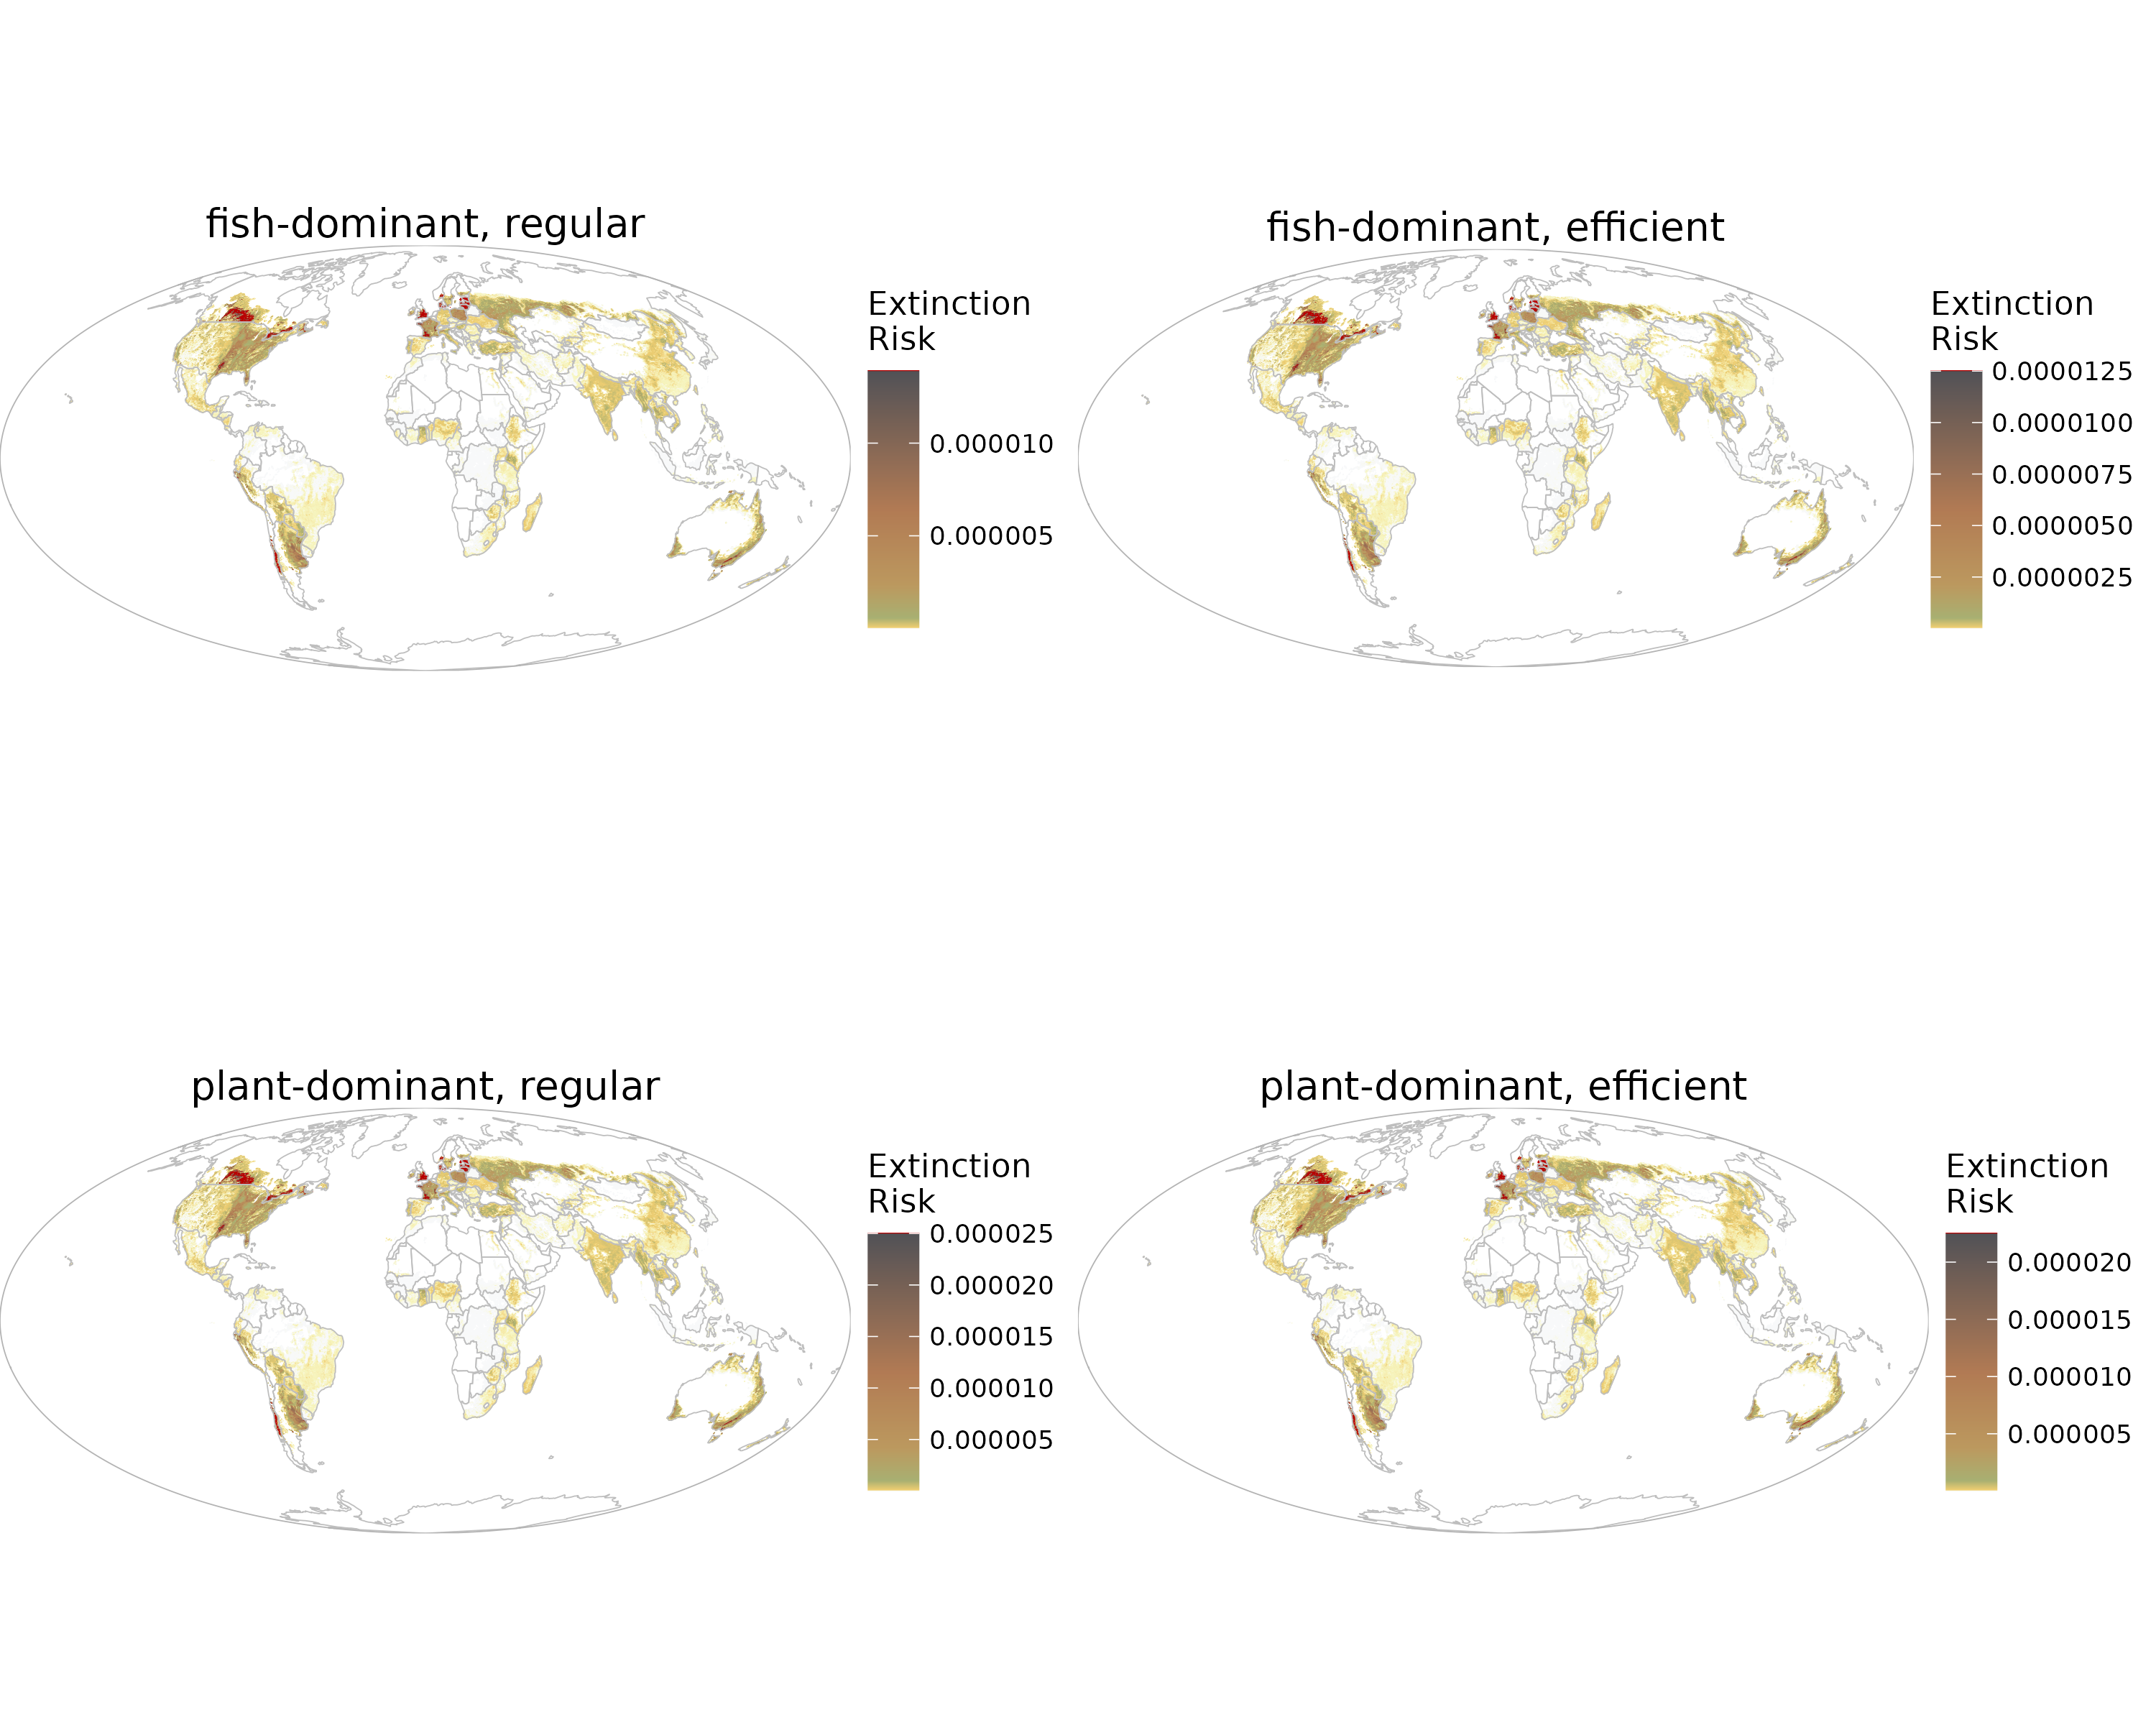 fish-dominant, regular
Extinction
Risk
0.000010
0.000005
fish-dominant, efficient
Extinction
Risk
0.0000125
0.0000100
0.0000075
0.0000050
0.0000025
plant-dominant, regular
Extinction
Risk
0.000025
0.000020
0.000015
0.000010
0.000005
plant-dominant, efficient
Extinction
Risk
0.000020
0.000015
0.000010
0.000005